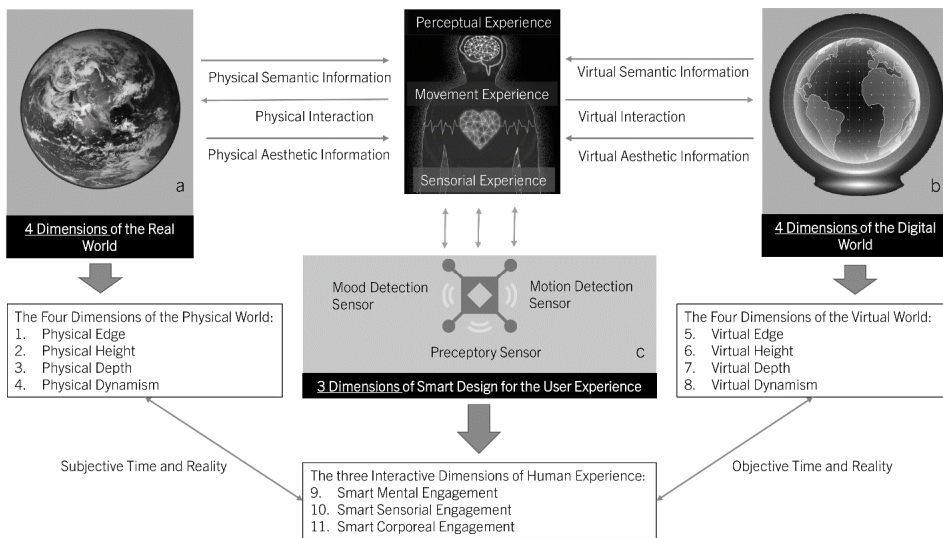 Perceptual Experience
Physical Semantic Information
Virtual Semantic Information
Movement Experience
Physical Interaction
Virtual Interaction
Physical Aesthetic Information
Virtual Aesthetic Information
Sensorial Experience
a
b
4 Dimensions of the Real
World
4 Dimensions of the Digital
World
Mood Detection
Sensor
Motion Detection
Sensor
Preceptory Sensor
C
3 Dimensions of Smart Design for the User Experience
The Four Dimensions of the Physical World:
1. Physical Edge
2. Physical Height
3. Physical Depth
4. Physical Dynamism
The Four Dimensions of the Virtual World:
5. Virtual Edge
6. Virtual Height
7. Virtual Depth
8. Virtual Dynamism
Subjective Time and Reality
Objective Time and Reality
The three Interactive Dimensions of Human Experience:
9. Smart Mental Engagement
10. Smart Sensorial Engagement
11. Smart Corporeal Engagement